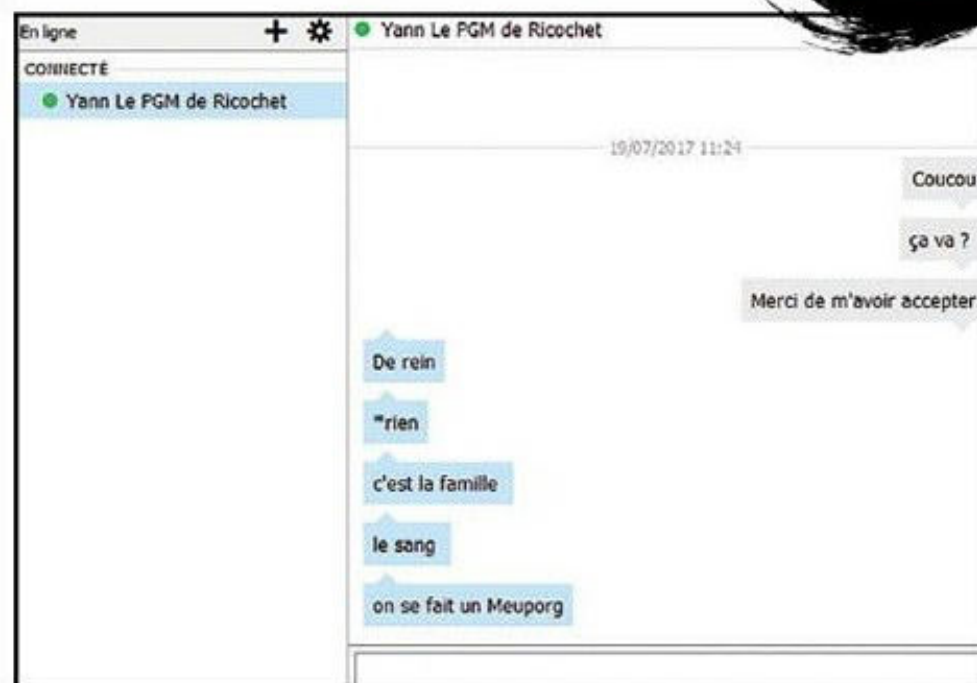 En ligne
CONNECTÉ
Yann Le PGM de Ricochet
Yann Le PGM de Ricochet
19/07/2017 11:24
Coucou
ça va ?
Merci de m'avoir accepter
De rein
*rien
c'est la famille
le sang
on se fait un Meuporg